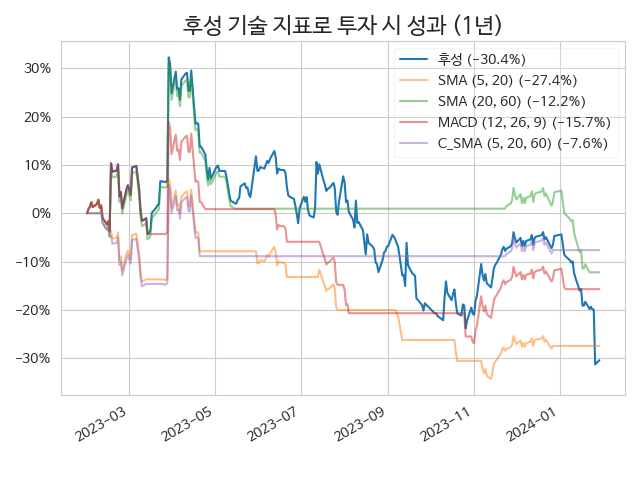 후성 기술 지표로 투자 시 성과 (1년)
후성 (−30.4%)
SMA (5, 20) (−27.4%)
SMA (20, 60) (−12.2%)
MACD (12, 26, 9) (−15.7%)
C_SMA (5, 20, 60) (−7.6%)
30%
20%
10%
0%
−10%
−20%
−30%
2023−03
2023−05
2023−07
2023−09
2023−11
2024−01